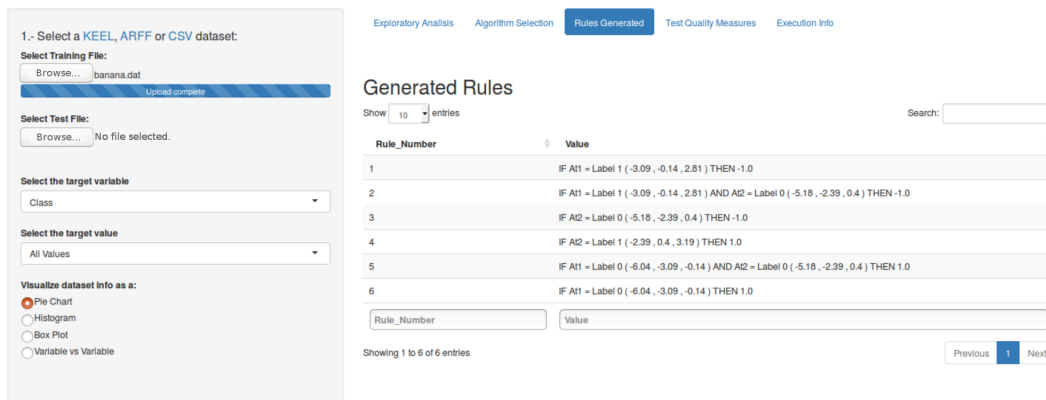 1.- Select a KEEL, ARFF or CSV dataset:
Select Training File:
Browse... banana.dat
Upload complete
Select Test File:
Browse... No file selected.
Select the target variable
Class
Select the target value
All Values
Visualize dataset info as a:
Pie Chart
Histogram
Box Plot
Variable vs Variable
Exploratory Analisis Algorithm Selection Rules Generated Test Quality Measures Execution Info
Generated Rules
Show 10 entries Search:
Rule_Number Value
1 IF At1 = Label 1 ( -3.09 , -0.14 , 2.81 ) THEN -1.0
2 IF At1 = Label 1 ( -3.09 , -0.14 , 2.81 ) AND At2 = Label 0 ( -5.18 , -2.39 , 0.4 ) THEN -1.0
3 IF At2 = Label 0 ( -5.18 , -2.39 , 0.4 ) THEN -1.0
4 IF At2 = Label 1 ( -2.39 , 0.4 , 3.19 ) THEN 1.0
5 IF At1 = Label 0 ( -6.04 , -3.09 , -0.14 ) AND At2 = Label 0 ( -5.18 , -2.39 , 0.4 ) THEN 1.0
6 IF At1 = Label 0 ( -6.04 , -3.09 , -0.14 ) THEN 1.0
Rule_Number Value
Showing 1 to 6 of 6 entries
Previous 1 Next